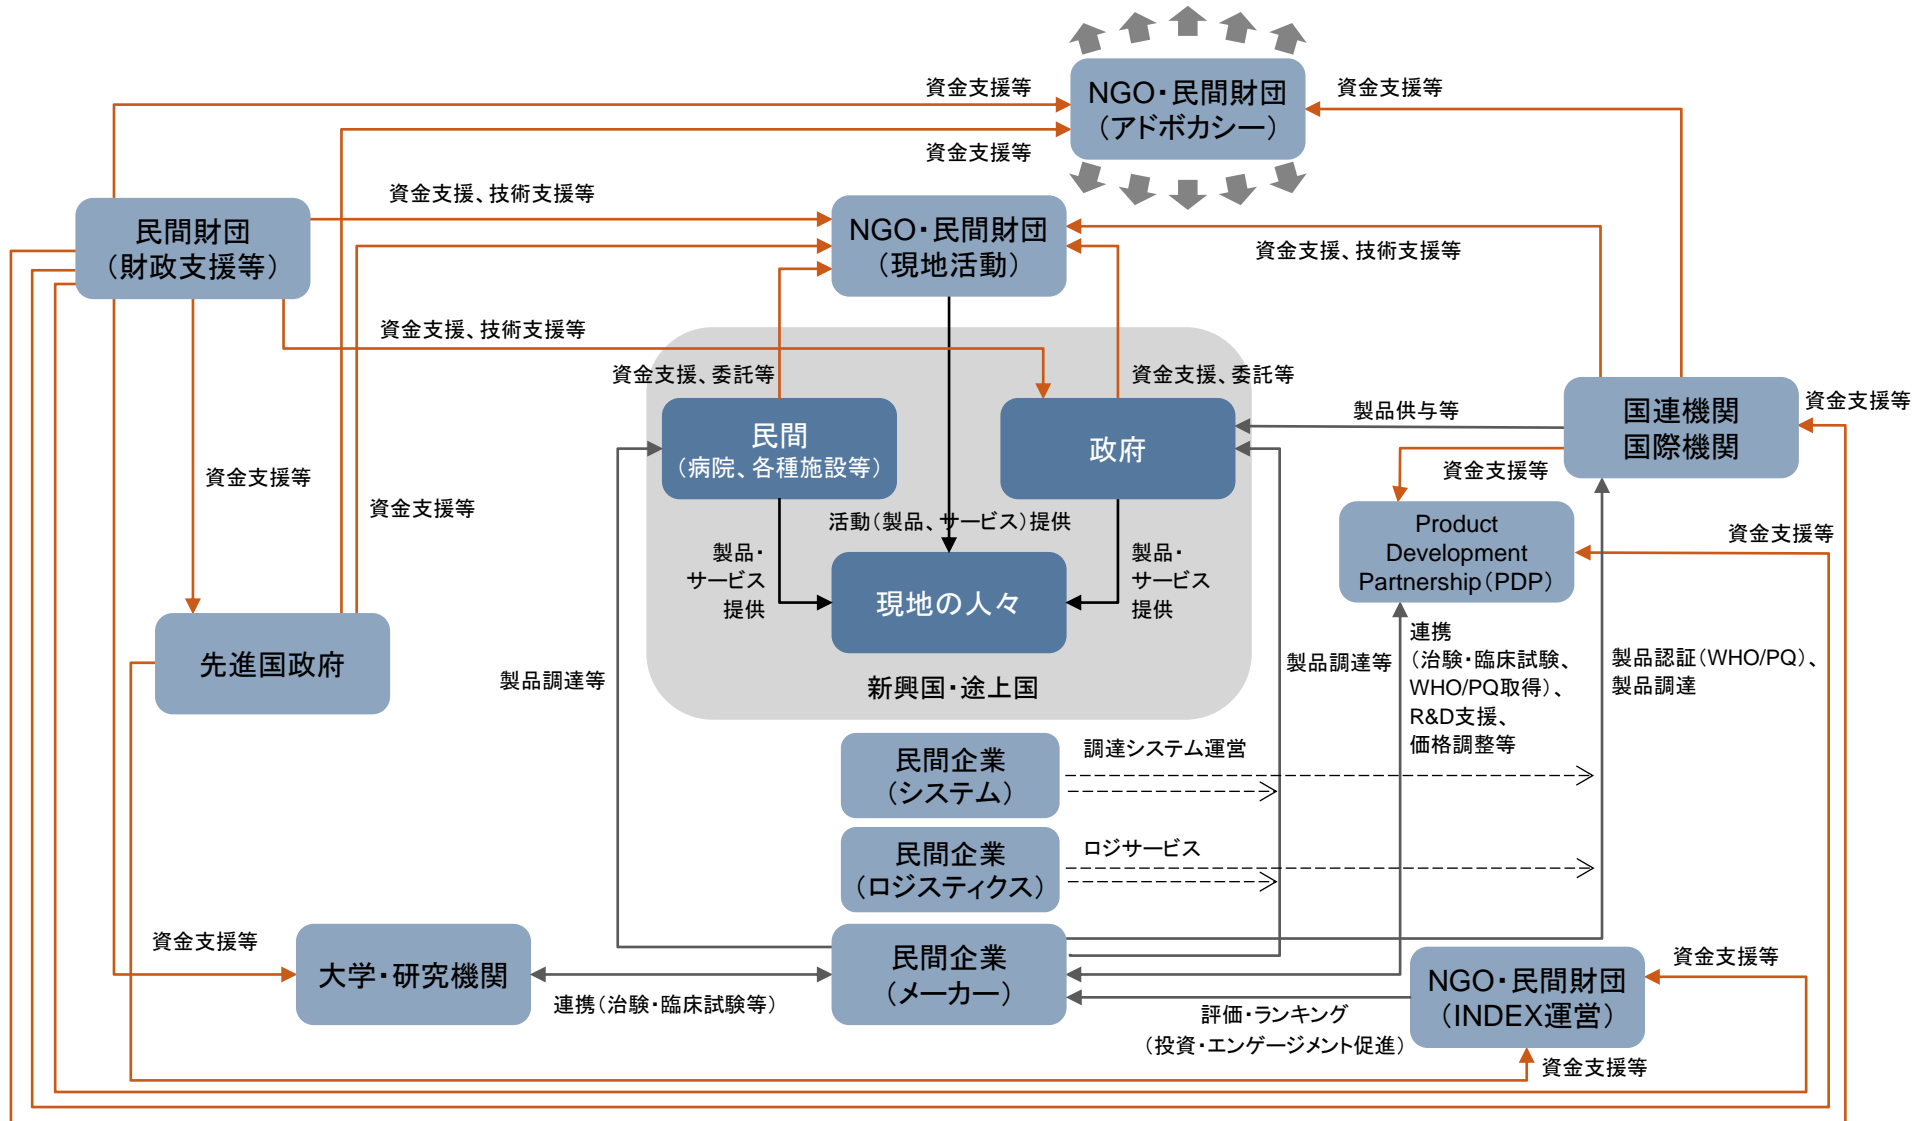 資金支援等
NGO・民間財団
（アドボカシー）
資金支援等
資金支援等
資金支援、技術支援等
民間財団
（財政支援等）
NGO・民間財団
（現地活動）
資金支援、技術支援等
資金支援、技術支援等
資金支援、委託等
資金支援、委託等
民間
（病院、各種施設等）
政府
製品供与等
国連機関
国際機関
資金支援等
資金支援等
資金支援等
資金支援等
活動（製品、サービス）提供
製品・
サービス
提供
製品・
サービス
提供
現地の人々
新興国・途上国
Product
Development
Partnership（PDP）
資金支援等
先進国政府
製品調達等
製品調達等
連携
（治験・臨床試験、
WHO/PQ取得）、
R&D支援、
価格調整等
製品認証（WHO/PQ）、
製品調達
民間企業
（システム）
調達システム運営
民間企業
（ロジスティクス）
ロジサービス
資金支援等
大学・研究機関
連携（治験・臨床試験等）
民間企業
（メーカー）
評価・ランキング
（投資・エンゲージメント促進）
NGO・民間財団
（INDEX運営）
資金支援等
資金支援等